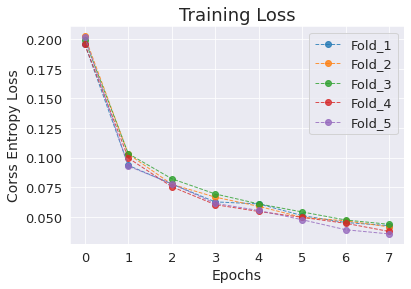 Training Loss
Corss Entropy Loss
0.200
0.175
0.150
0.125
0.100
0.075
0.050
Fold_1
Fold_2
Fold_3
Fold_4
Fold_5
0 1 2 3 4 5 6 7
Epochs